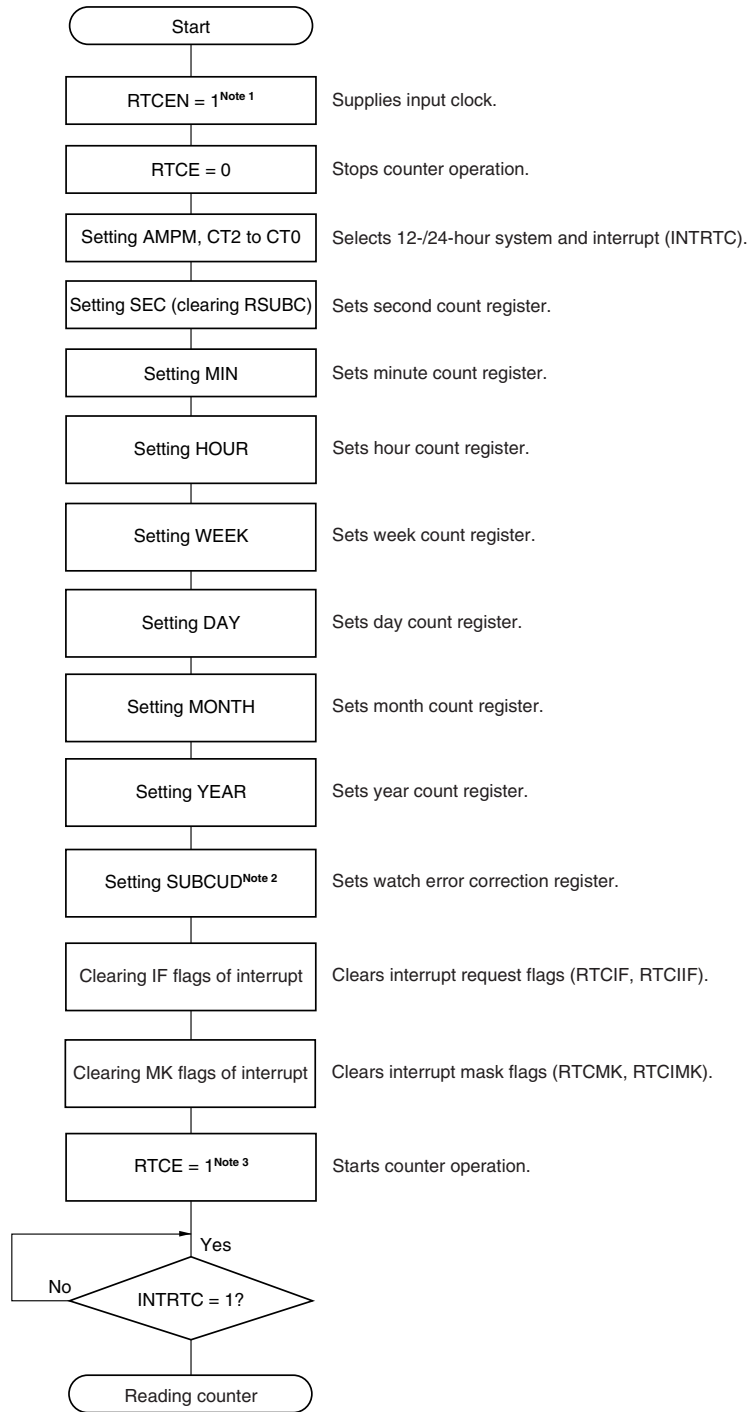 Start
RTCEN = 1Note 1
Supplies input clock.
RTCE = 0
Stops counter operation.
Setting AMPM, CT2 to CT0
Selects 12-/24-hour system and interrupt (INTRTC).
Setting SEC (clearing RSUBC)
Sets second count register.
Setting MIN
Sets minute count register.
Setting HOUR
Sets hour count register.
Setting WEEK
Sets week count register.
Setting DAY
Sets day count register.
Setting MONTH
Sets month count register.
Setting YEAR
Sets year count register.
Setting SUBCUDNote 2
Sets watch error correction register.
Clearing IF flags of interrupt
Clears interrupt request flags (RTCIF, RTCIIF).
Clearing MK flags of interrupt
Clears interrupt mask flags (RTCMK, RTCIMK).
RTCE = 1Note 3
Starts counter operation.
Yes
No
INTRTC = 1?
Reading counter